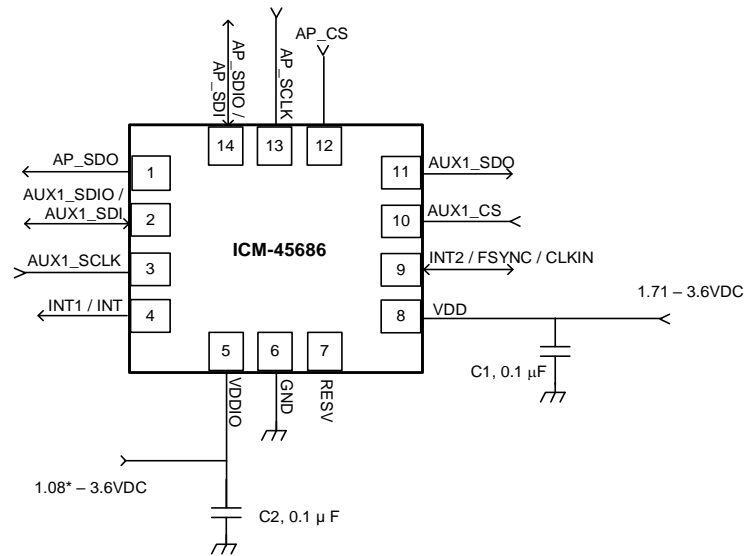 AP_CS
AP_SDIO /
AP_SDI
AP_SCLK
14
13
12
AP_SDO
1
11
AUX1_SDO
AUX1_SDIO /
AUX1_SDI
2
10
AUX1_CS
ICM-45686
AUX1_SCLK
3
9
INT2 / FSYNC / CLKIN
INT1 / INT
4
8
VDD
1.71 – 3.6VDC
5
6
7
C1, 0.1 μF
VDDIO
GND
RESV
1.08* – 3.6VDC
C2, 0.1 μ F